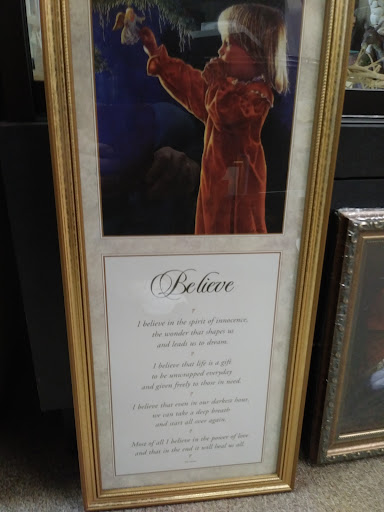 Believe
I believe in the spirit of innocence,
the wonder that shapes us
and leads us to dream.
I believe that life is a gift
to be unwrapped everyday
and given freely to those in need.
I believe that even in our darkest hour,
we can take a deep breath
and start all over again.
Most of all I believe in the power of love
and that in the end it will heal us all.